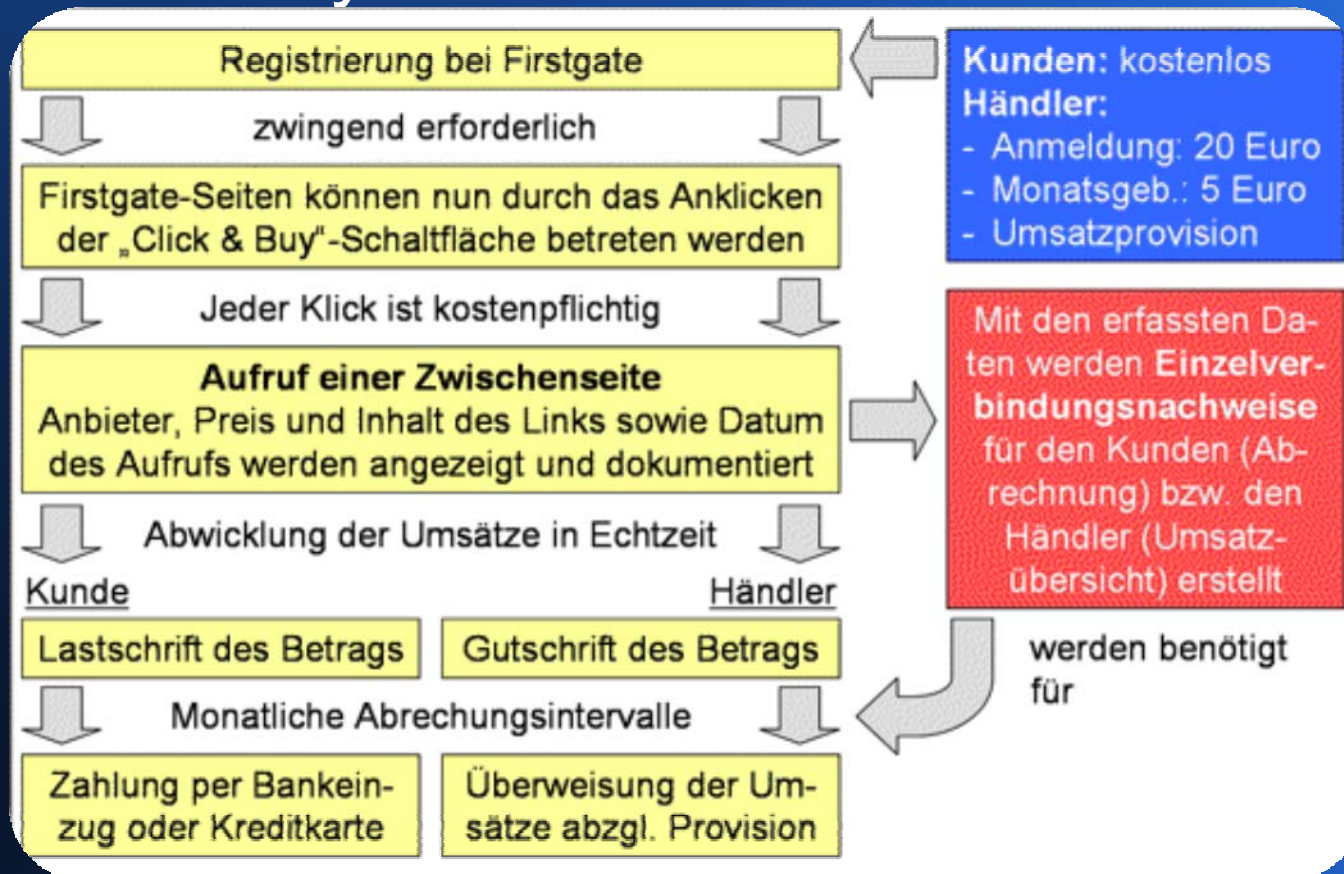 Registrierung bei Firstgate
zwingend erforderlich
Firstgate-Seiten können nun durch das Anklicken
der „Click & Buy"-Schaltfläche betreten werden
Jeder Klick ist kostenpflichtig
Aufruf einer Zwischenseite
Anbieter, Preis und Inhalt des Links sowie Datum
des Aufrufs werden angezeigt und dokumentiert
Abwicklung der Umsätze in Echtzeit
Kunde
Händler
Lastschrift des Betrags
Gutschrift des Betrags
Monatliche Abrechungsintervalle
Zahlung per Bankein-
zug oder Kreditkarte
Überweisung der Um-
sätze abzgl. Provision
Kunden: kostenlos
Händler:
- Anmeldung: 20 Euro
- Monatsgeb.: 5 Euro
- Umsatzprovision
Mit den erfassten Da-
ten werden Einzelver-
bindungsnachweise
für den Kunden (Ab-
rechnung) bzw. den
Händler (Umsatz-
übersicht) erstellt
werden benötigt
für